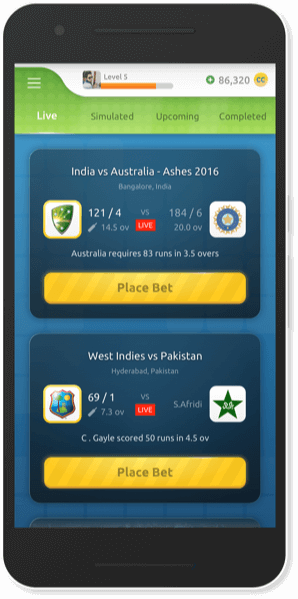 Level 5
86,320 CC
Live Simulated Upcoming Completed
India vs Australia - Ashes 2016
Bangalore, India
121 / 4 VS 184 / 6
14.5 ov LIVE 20.0 ov
Australia requires 83 runs in 3.5 overs
Place Bet
West Indies vs Pakistan
Hyderabad, Pakistan
69 / 1 VS S.Afridi
7.3 ov LIVE
C . Gayle scored 50 runs in 4.5 ov
Place Bet